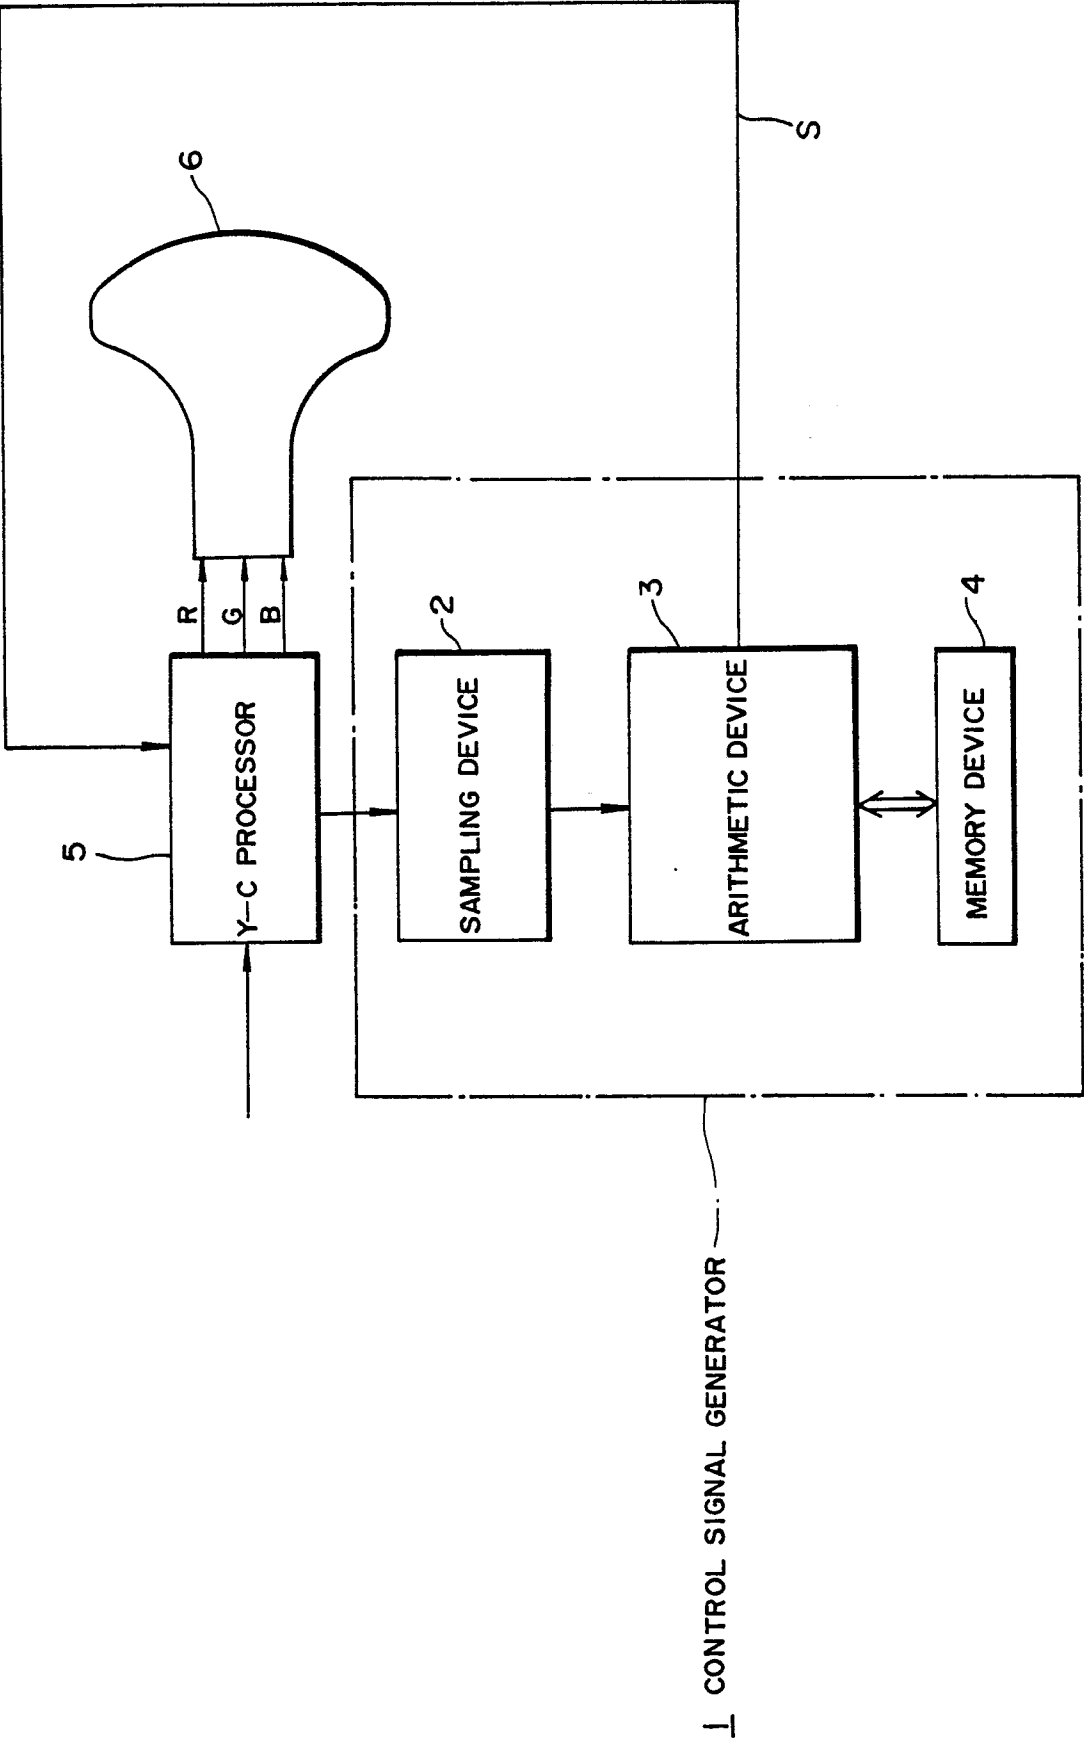 5
Y-C PROCESSOR
R
G
B
6
2
SAMPLING DEVICE
3
ARITHMETIC DEVICE
4
MEMORY DEVICE
S
1 CONTROL SIGNAL GENERATOR